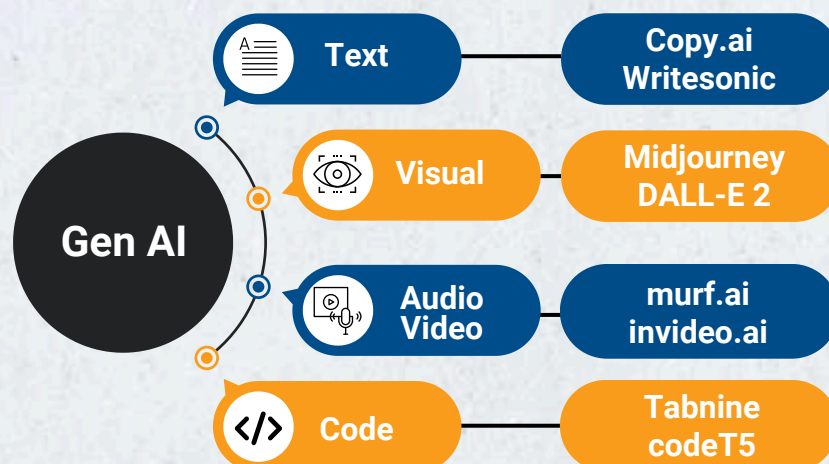 Gen AI
Text
Copy.ai
Writesonic
Visual
Midjourney
DALL-E 2
Audio
Video
murf.ai
invideo.ai
Code
Tabnine
codeT5